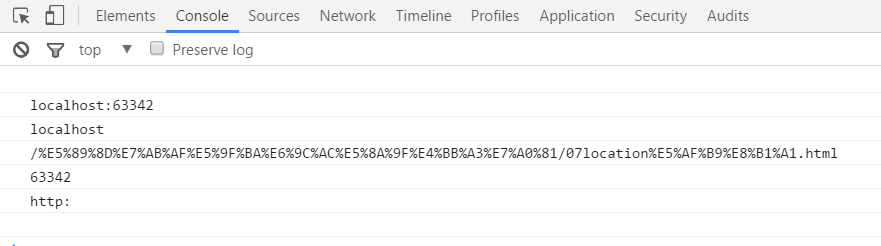 Elements Console Sources Network Timeline Profiles Application Security Audits
top Preserve log
localhost:63342
localhost
/%E5%89%8D%E7%AB%AF%E5%9F%BA%E6%9C%AC%E5%8A%9F%E4%BB%A3%E7%A0%81/07location%E5%AF%B9%E8%B1%A1.html
63342
http: